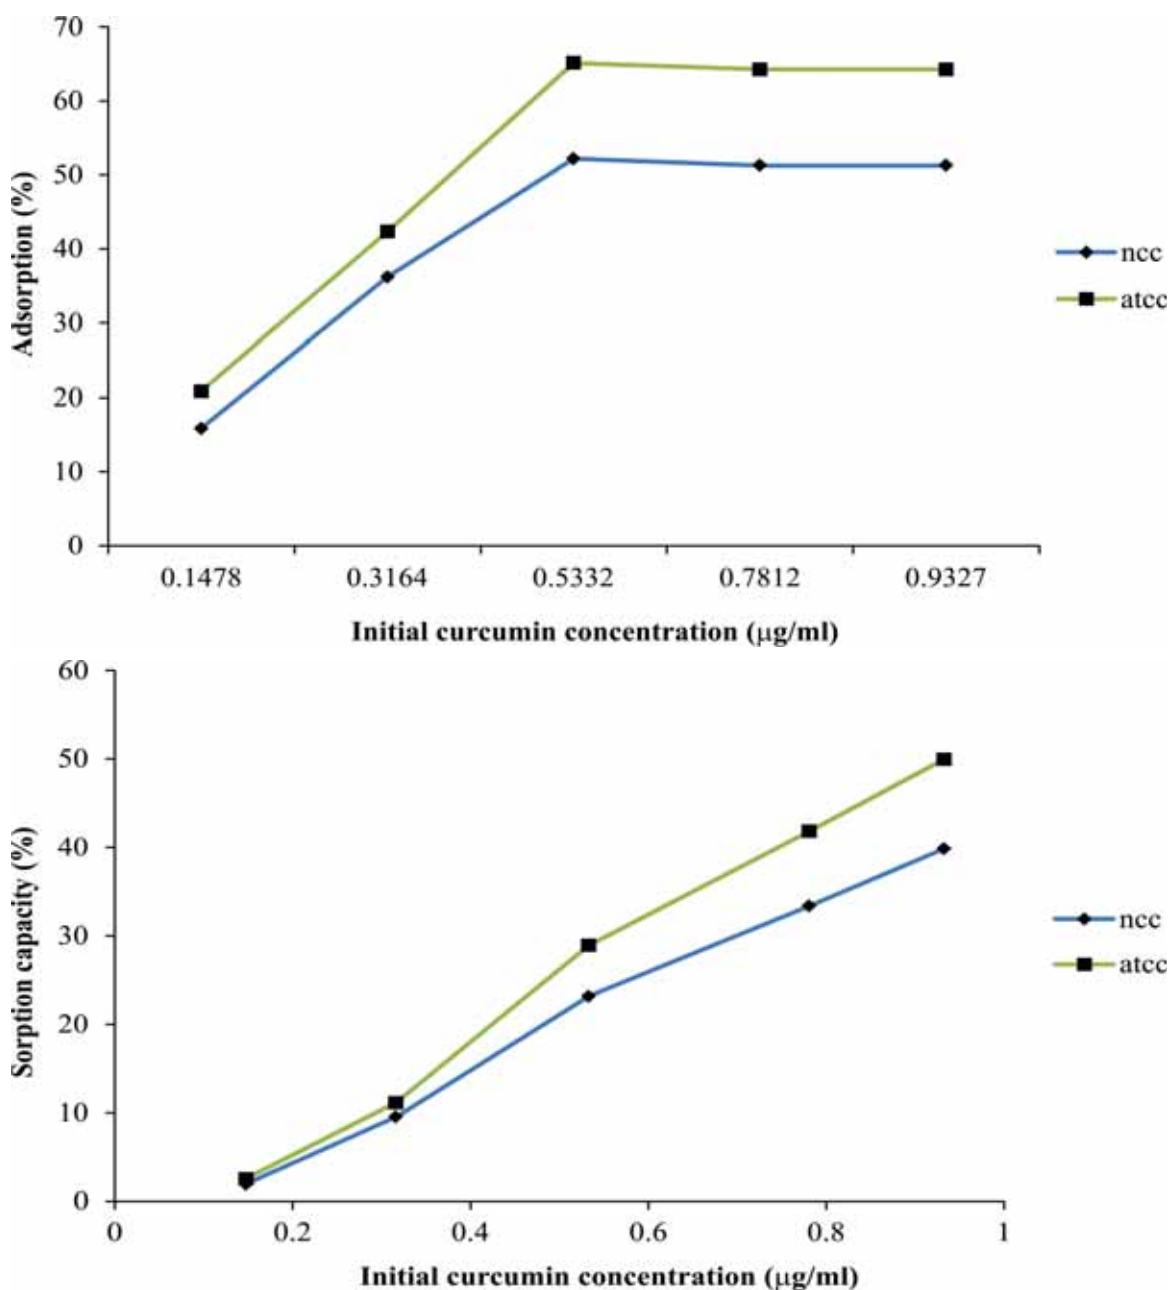 70
60
50
40
30
20
10
0
Adsorption (%)
0.1478 0.3164 0.5332 0.7812 0.9327
Initial curcumin concentration (μg/ml)
ncc
atcc
60
50
40
30
20
10
0
Sorption capacity (%)
0 0.2 0.4 0.6 0.8 1
Initial curcumin concentration (μg/ml)
ncc
atcc